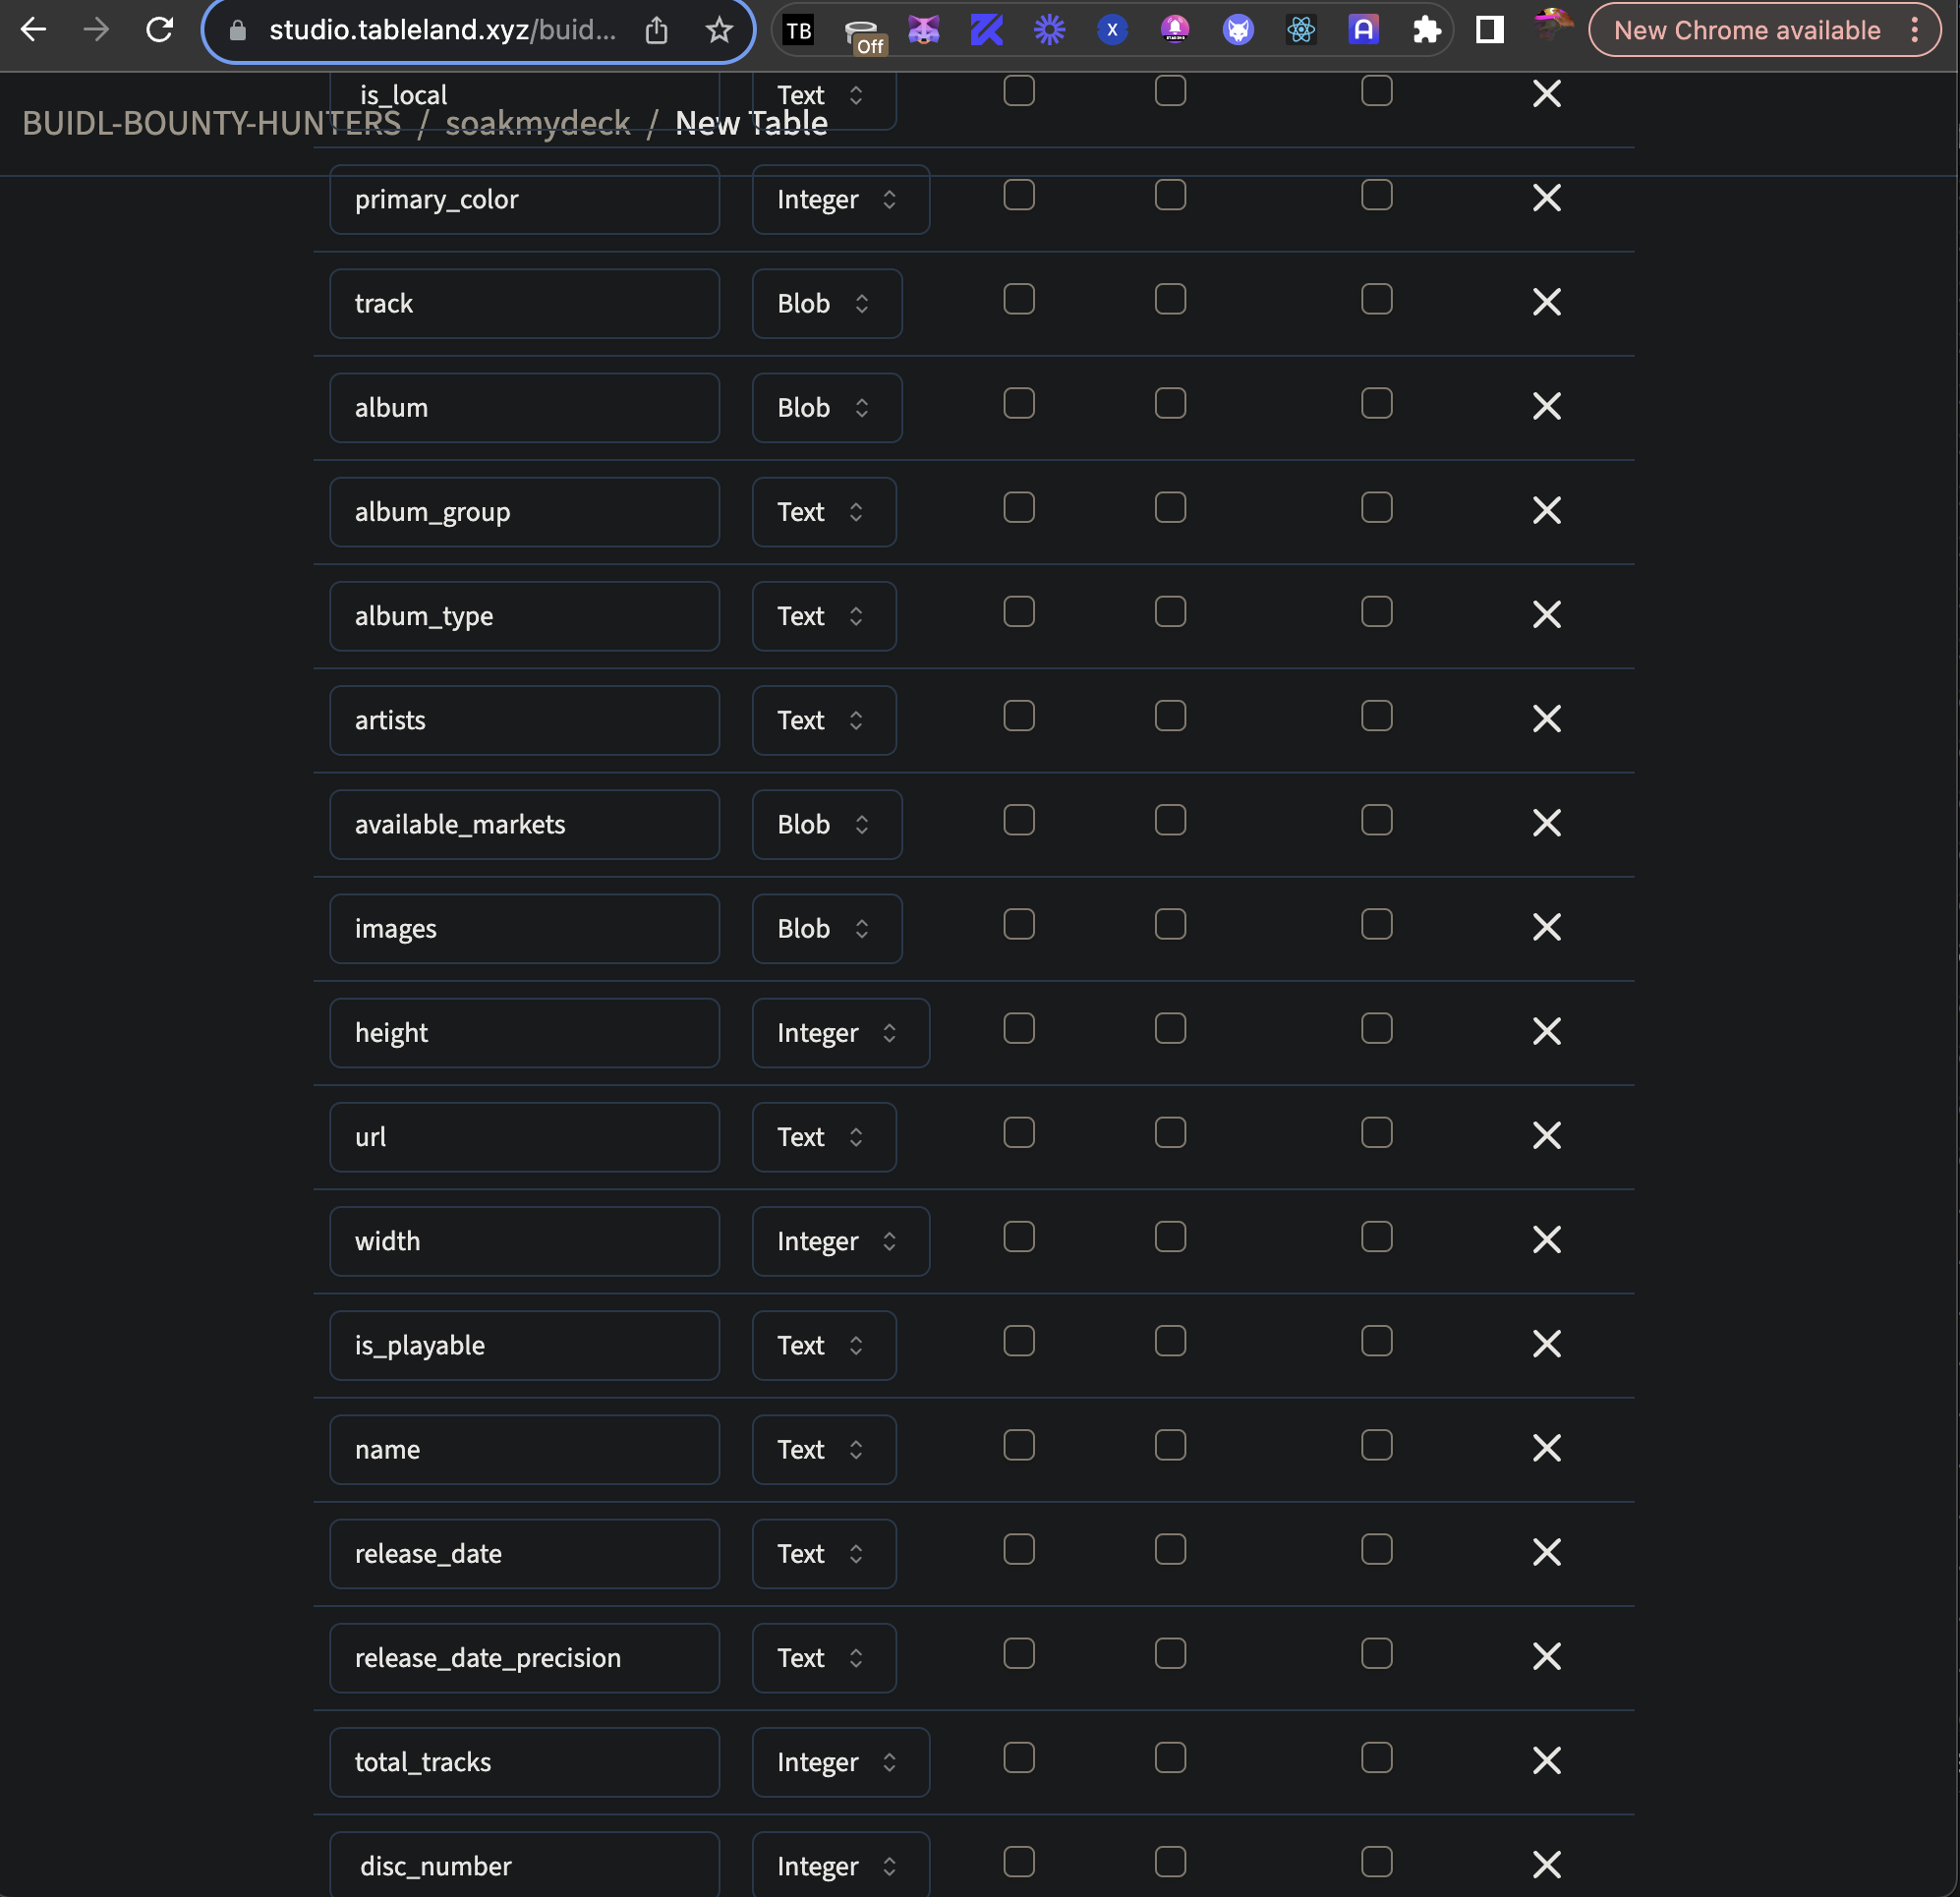 studio.tableland.xyz/buid...
TB
Off
X
A
New Chrome available
is_local Text
BUIDL-BOUNTY-HUNTERS / soakmydeck / New Table
primary_color Integer
track Blob
album Blob
album_group Text
album_type Text
artists Text
available_markets Blob
images Blob
height Integer
url Text
width Integer
is_playable Text
name Text
release_date Text
release_date_precision Text
total_tracks Integer
disc_number Integer